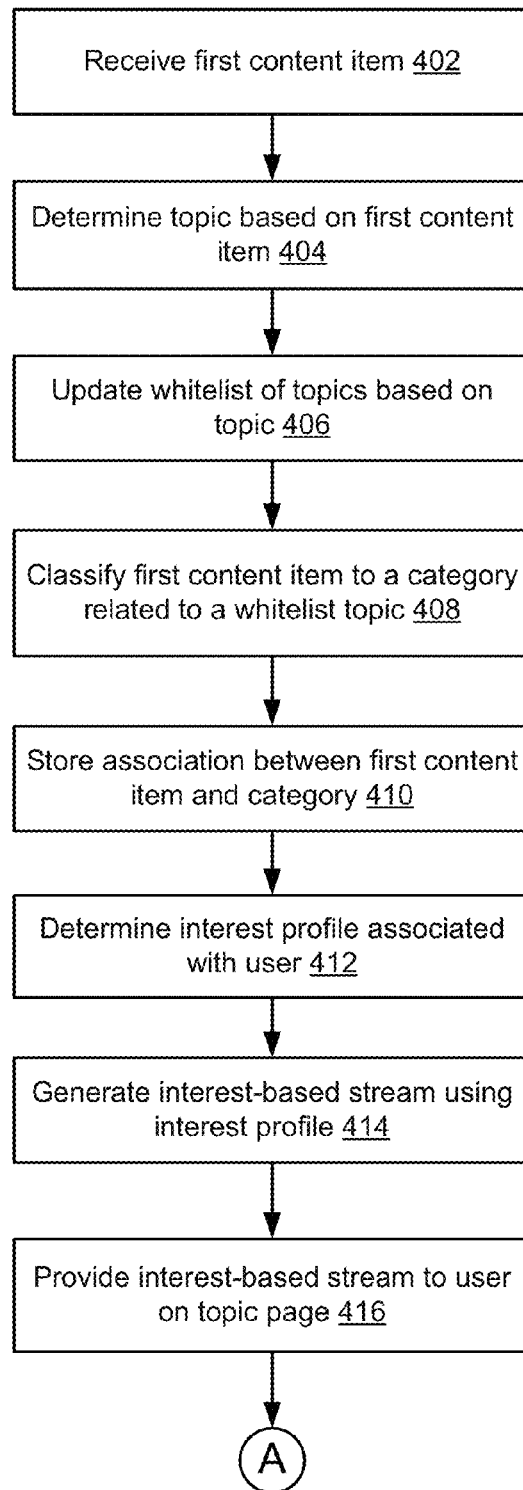 Receive first content item 402
Determine topic based on first content
item 404
Update whitelist of topics based on
topic 406
Classify first content item to a category
related to a whitelist topic 408
Store association between first content
item and category 410
Determine interest profile associated
with user 412
Generate interest-based stream using
interest profile 414
Provide interest-based stream to user
on topic page 416
A